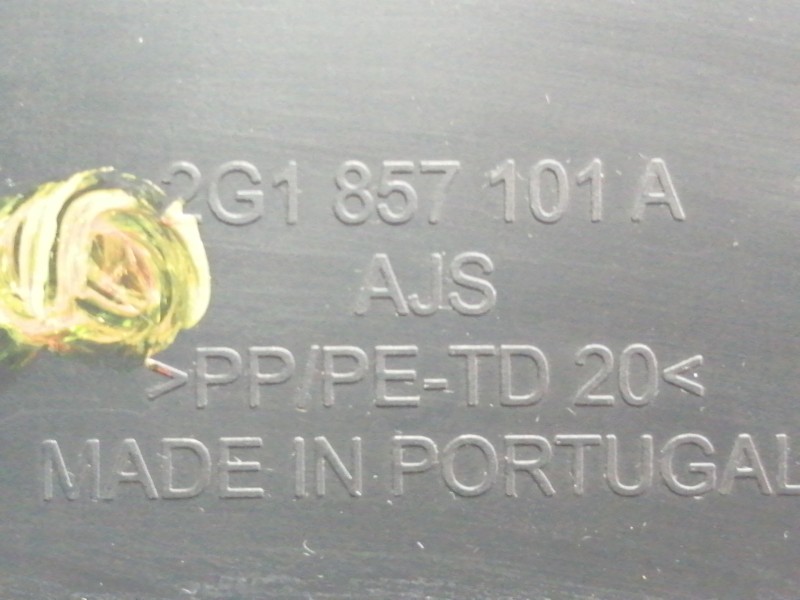 2G1 857 101 A
AJS
>PP/PE-TD 20<
MADE IN PORTUGAL